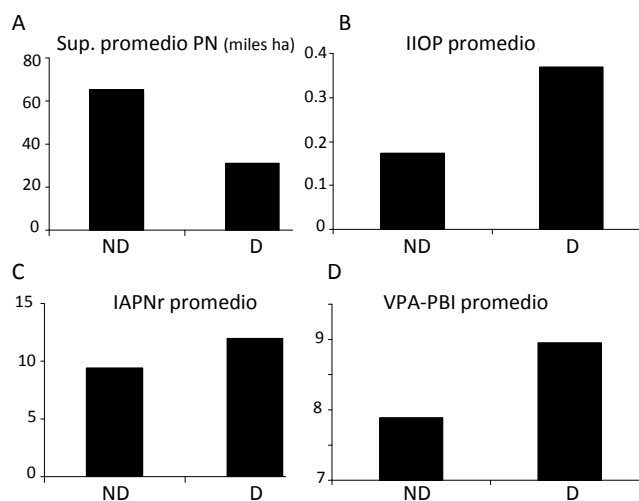 A
Sup. promedio PN (miles ha)
80
60
40
20
0
ND
D
B
IIOP promedio
0.4
0.3
0.2
0.1
0
ND
D
C
IAPNr promedio
15
10
5
0
ND
D
D
VPA-PBI promedio
9
8
7
ND
D